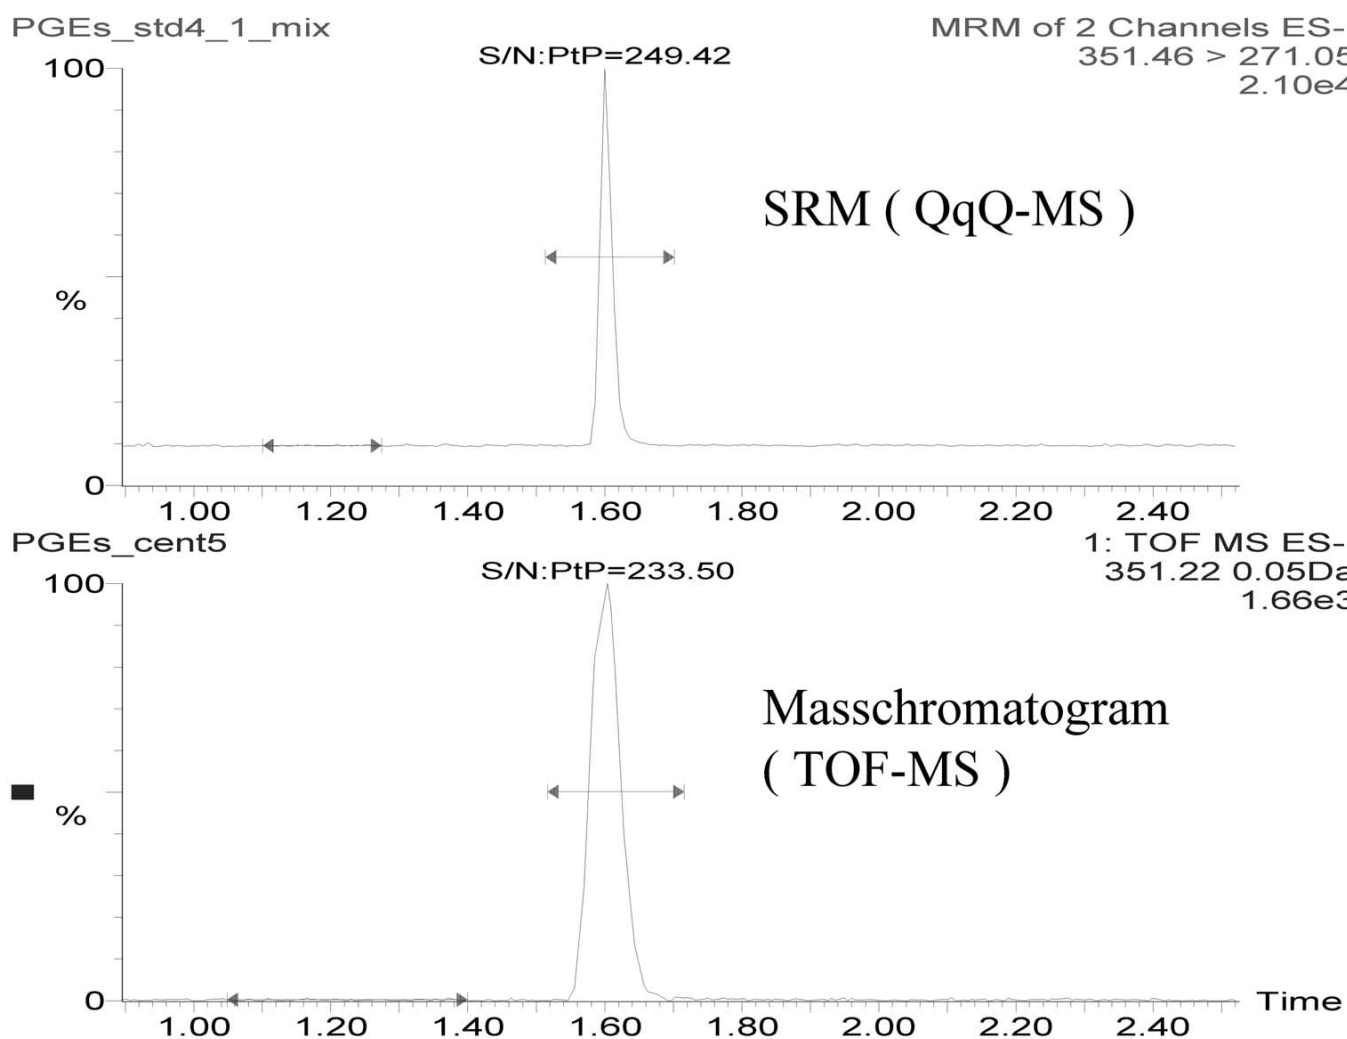 PGEs_std4_1_mix
MRM of 2 Channels ES-
S/N:PtP=249.42
351.46 > 271.05
100
2.10e4
SRM ( QqQ-MS )
%
0
1.00 1.20 1.40 1.60 1.80 2.00 2.20 2.40
PGEs_cent5
1: TOF MS ES-
S/N:PtP=233.50
351.22 0.05Da
100
1.66e3
Masschromatogram
( TOF-MS )
%
0
Time
1.00 1.20 1.40 1.60 1.80 2.00 2.20 2.40